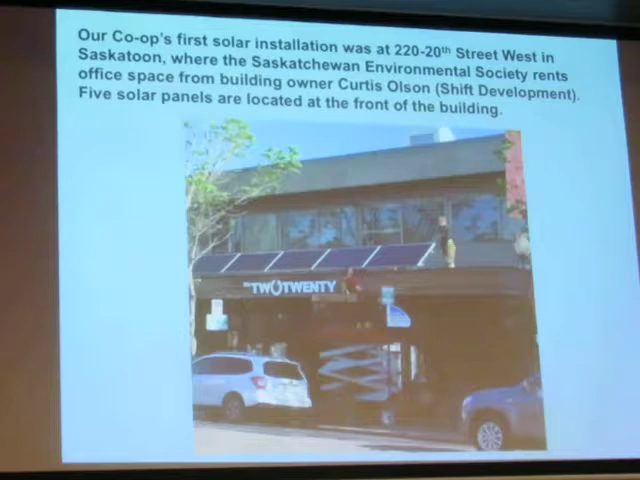 Our Co-op's first solar installation was at 220-20th Street West in
Saskatoon, where the Saskatchewan Environmental Society rents
office space from building owner Curtis Olson (Shift Development).
Five solar panels are located at the front of the building.
TWOTWENTY